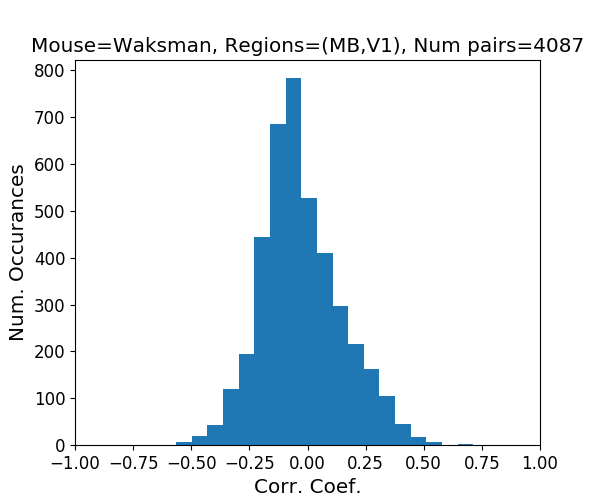 Mouse=Waksman, Regions=(MB,V1), Num pairs=4087
800
700
600
500
400
300
200
100
0
Num. Occurances
−1.00 −0.75 −0.50 −0.25 0.00 0.25 0.50 0.75 1.00
Corr. Coef.